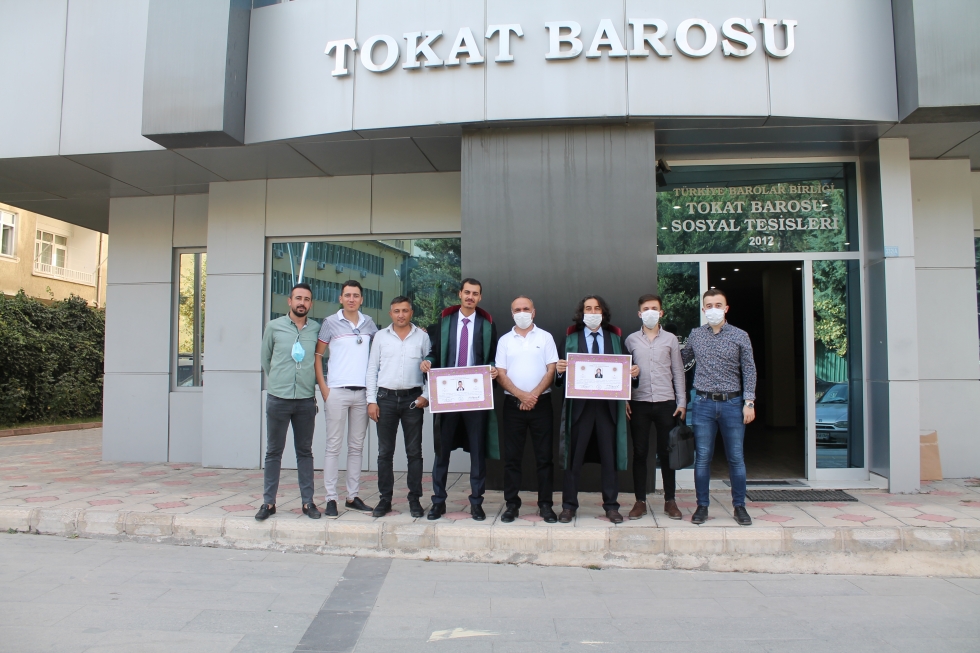 TOKAT BAROSU
TÜRKİYE BAROLAR BİRLİĞİ
TOKAT BAROSU
SOSYAL TESİSLERİ
2012